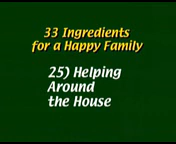 33 Ingredients
for a Happy Family
25) Helping
Around
the House